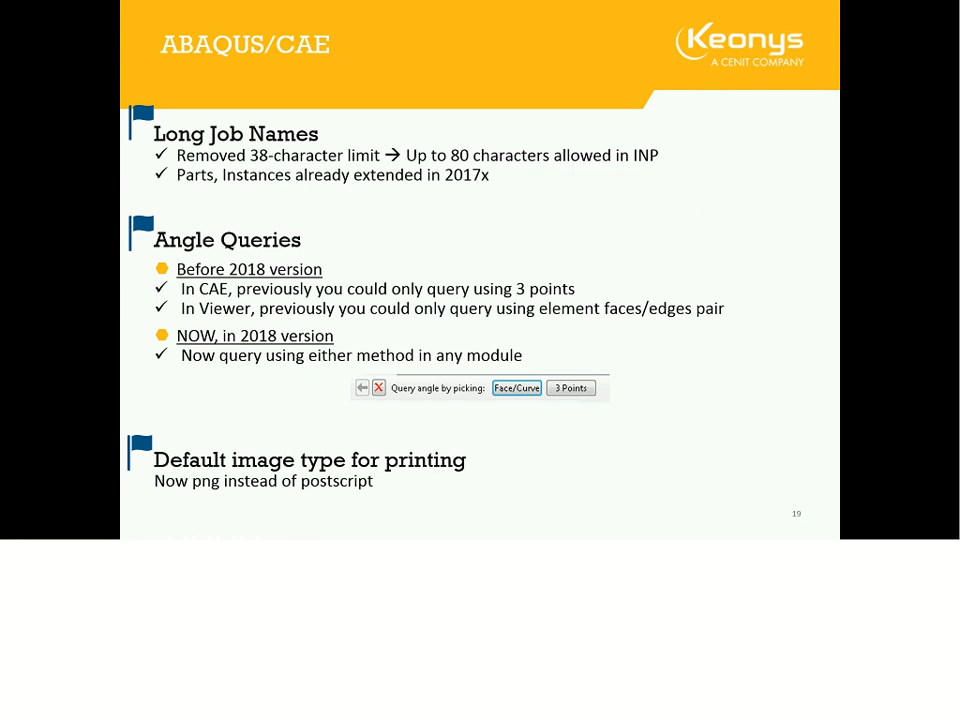 ABAQUS/CAE
Keonys
A CENIT COMPANY
Long Job Names
✓ Removed 38-character limit → Up to 80 characters allowed in INP
✓ Parts, Instances already extended in 2017x
Angle Queries
Before 2018 version
✓ In CAE, previously you could only query using 3 points
✓ In Viewer, previously you could only query using element faces/edges pair
NOW, in 2018 version
✓ Now query using either method in any module
Query angle by picking: Face/Curve 3 Points
Default image type for printing
Now png instead of postscript
19